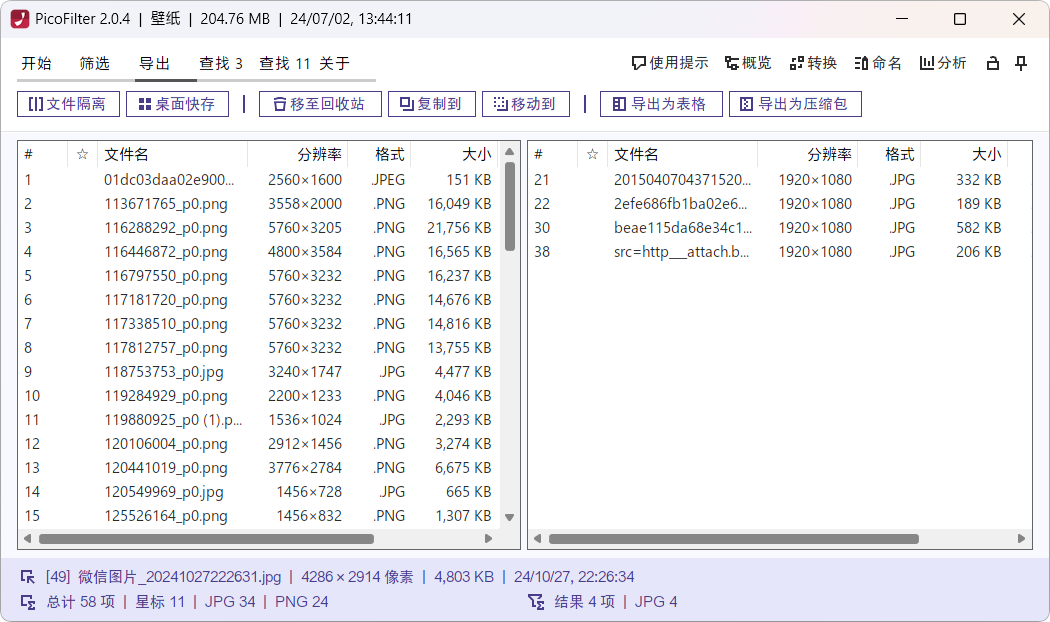 PicoFilter 2.0.4 | 壁纸 | 204.76 MB | 24/07/02, 13:44:11
开始 筛选 导出 查找 3 查找 11 关于 使用提示 概览 转换 命名 分析
文件隔离 桌面快存 | 移至回收站 复制到 移动到 | 导出为表格 导出为压缩包
# ☆ 文件名 分辨率 格式 大小
1 01dc03daa02e900... 2560×1600 .JPEG 151 KB
2 113671765_p0.png 3558×2000 .PNG 16,049 KB
3 116288292_p0.png 5760×3205 .PNG 21,756 KB
4 116446872_p0.png 4800×3584 .PNG 16,565 KB
5 116797550_p0.png 5760×3232 .PNG 16,237 KB
6 117181720_p0.png 5760×3232 .PNG 14,676 KB
7 117338510_p0.png 5760×3232 .PNG 14,816 KB
8 117812757_p0.png 5760×3232 .PNG 13,755 KB
9 118753753_p0.jpg 3240×1747 .JPG 4,477 KB
10 119284929_p0.png 2200×1233 .PNG 4,046 KB
11 119880925_p0 (1).p... 1536×1024 .JPG 2,293 KB
12 120106004_p0.png 2912×1456 .PNG 3,274 KB
13 120441019_p0.png 3776×2784 .PNG 6,675 KB
14 120549969_p0.jpg 1456×728 .JPG 665 KB
15 125526164_p0.png 1456×832 .PNG 1,307 KB
# ☆ 文件名 分辨率 格式 大小
21 2015040704371520... 1920×1080 .JPG 332 KB
22 2efe686fb1ba02e6... 1920×1080 .JPG 189 KB
30 beae115da68e34c1... 1920×1080 .JPG 582 KB
38 src=http___attach.b... 1920×1080 .JPG 206 KB
[49] 微信图片_20241027222631.jpg | 4286×2914 像素 | 4,803 KB | 24/10/27, 22:26:34
总计 58 项 | 星标 11 | JPG 34 | PNG 24
结果 4 项 | JPG 4